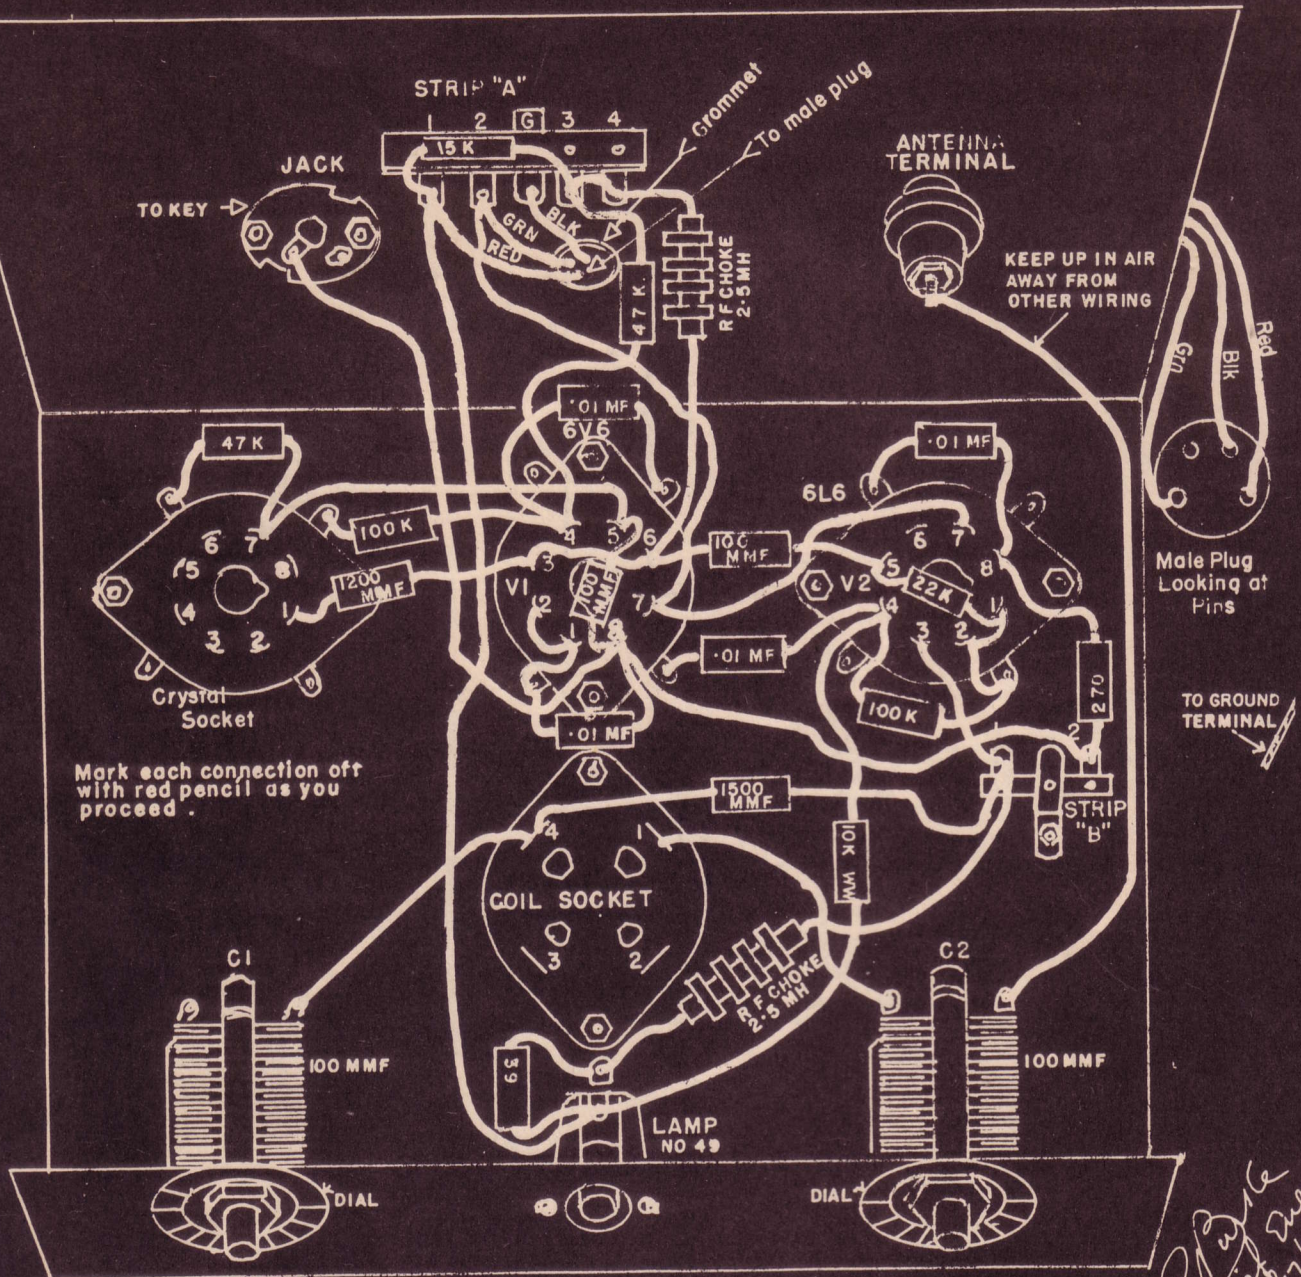 STRIP "A"
2 G 3 4
15 K
JACK
TO KEY
GRN
BLK
RED
Grommet
To male plug
47 K
R F CHOKE
2.5 MH
ANTENNA
TERMINAL
KEEP UP IN AIR
AWAY FROM
OTHER WIRING
Grn
Blk
Red
Male Plug
Looking at
Pins
TO GROUND
TERMINAL
47 K
100 K
1200
MMF
6 7
5 8
4 1
3 2
Crystal
Socket
Mark each connection off
with red pencil as you
proceed.
.01 MF
6V6
4 5
3 6
V1
2 7
1 8
100
MMF
.01 MF
100
MMF
.01 MF
6L6
.01 MF
6 7
5 8
V2
22K
4 1
3 2
100 K
270
1 2
STRIP
"B"
1500
MMF
10K WW
4 1
COIL SOCKET
3 2
R F CHOKE
2.5 MH
39
LAMP
NO 49
C1
100 MMF
DIAL
C2
100 MMF
DIAL